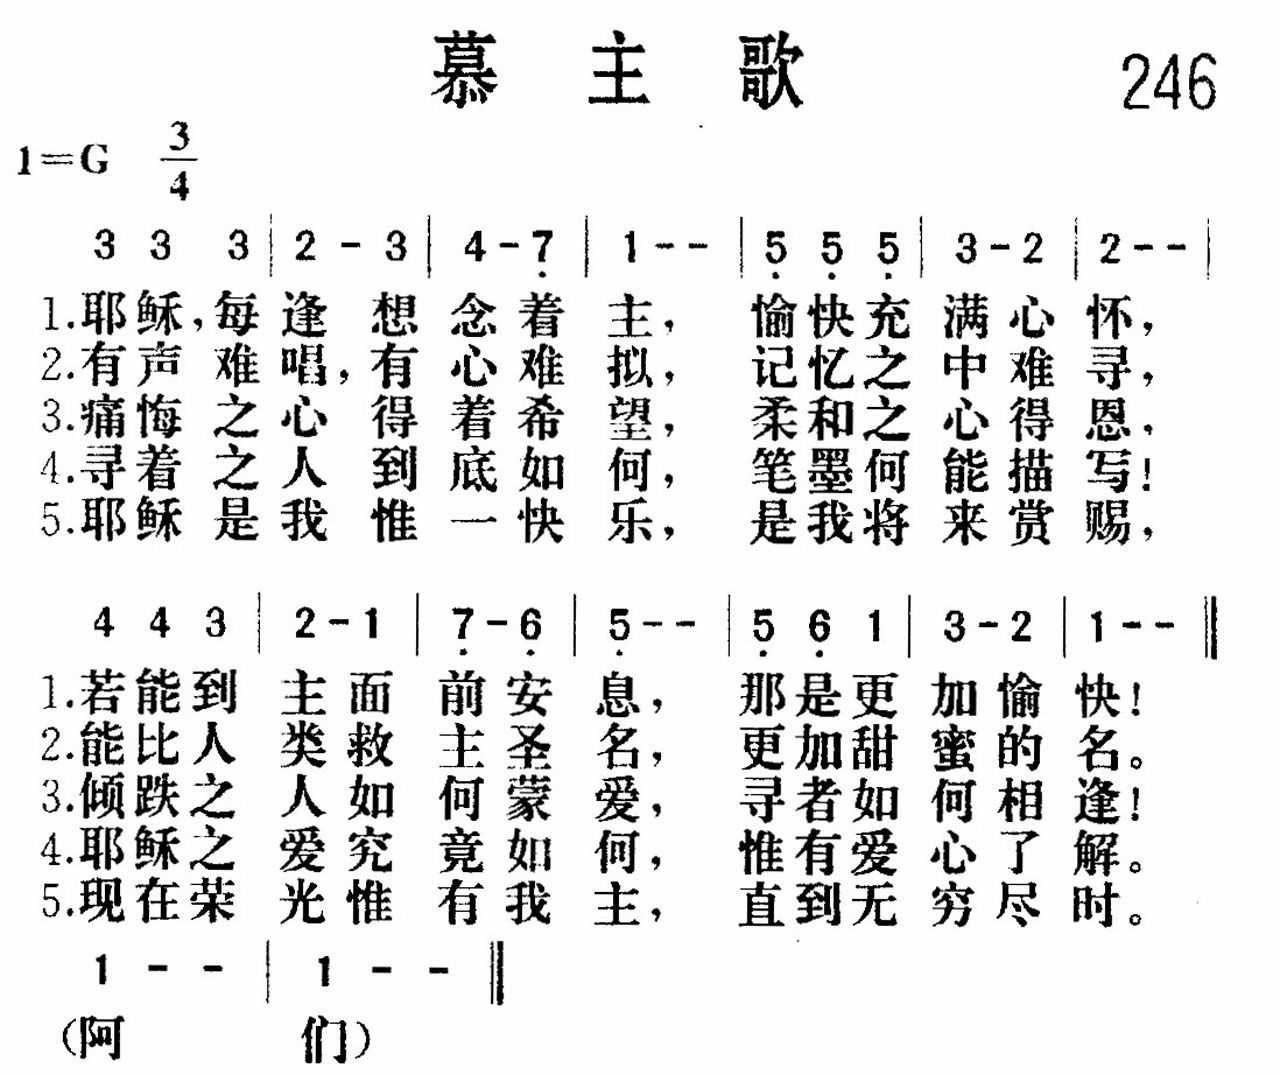 慕主歌 246
1=G 3/4
3 3 3 | 2 - 3 | 4 - 7̣ | 1 - - | 5̣ 5̣ 5̣ | 3 - 2 | 2 - - |
1.耶稣,每逢想念着主, 愉快充满心怀,
2.有声难唱,有心难拟, 记忆之中难寻,
3.痛悔之心得着希望, 柔和之心得恩,
4.寻着之人到底如何, 笔墨何能描写!
5.耶稣是我惟一快乐, 是我将来赏赐,
4 4 3 | 2 - 1 | 7̣ - 6̣ | 5̣ - - | 5̣ 6̣ 1 | 3 - 2 | 1 - - ‖
1.若能到主面前安息, 那是更加愉快!
2.能比人类救主圣名, 更加甜蜜的名。
3.倾跌之人如何蒙爱, 寻者如何相逢!
4.耶稣之爱究竟如何, 惟有爱心了解。
5.现在荣光惟有我主, 直到无穷尽时。
1 - - | 1 - - ‖
(阿 们)